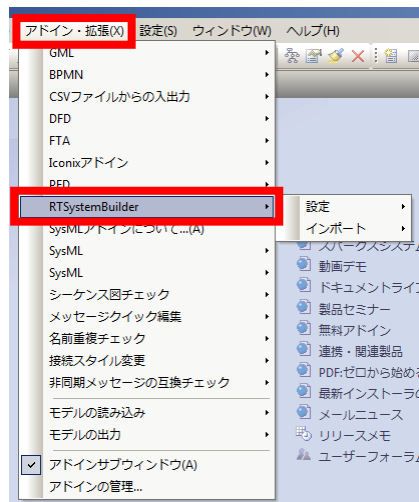 アドイン・拡張(X) 設定(S) ウィンドウ(W) ヘルプ(H)
GML
BPMN
CSVファイルからの入出力
DFD
FTA
Iconixアドイン
PFD
RTSystemBuilder
設定
SysMLアドインについて...(A)
インポート
SysML
スパークスシステム
SysML
動画デモ
シーケンス図チェック
ドキュメントライブ
メッセージクイック編集
製品セミナー
名前重複チェック
無料アドイン
接続スタイル変更
連携・関連製品
非同期メッセージの互換チェック
PDF:ゼロから始め
最新インストーラの
モデルの読み込み
メールニュース
モデルの出力
リリースメモ
アドインサブウィンドウ(A)
ユーザーフォーラム
アドインの管理...